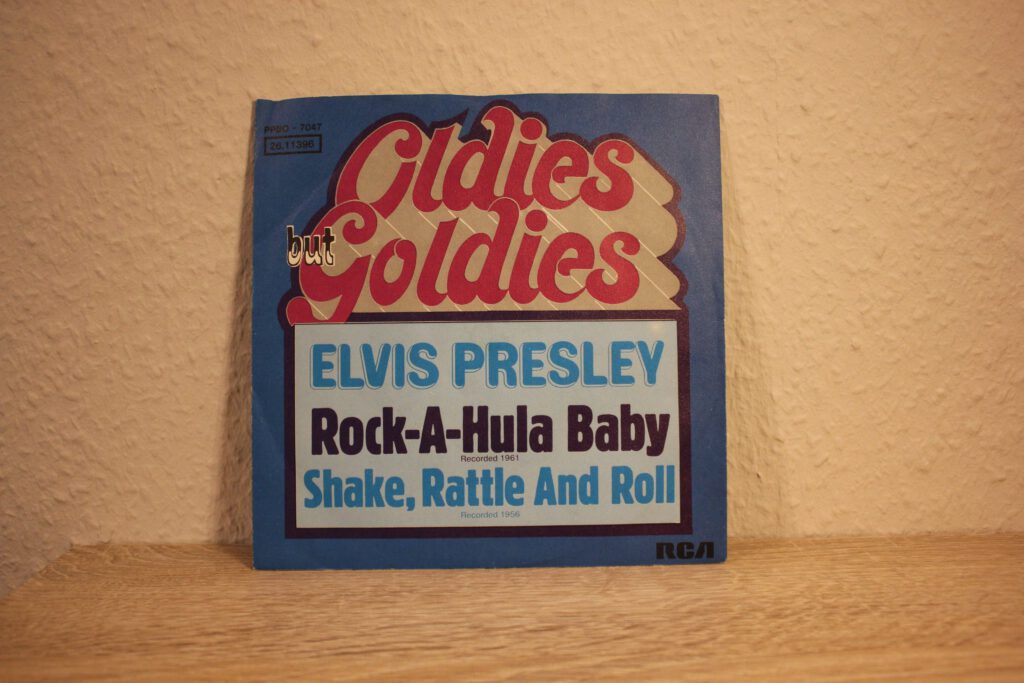 PPBO - 7047
26.11396
Oldies
but
Goldies
ELVIS PRESLEY
Rock-A-Hula Baby
Recorded 1961
Shake, Rattle And Roll
Recorded 1956
RCA